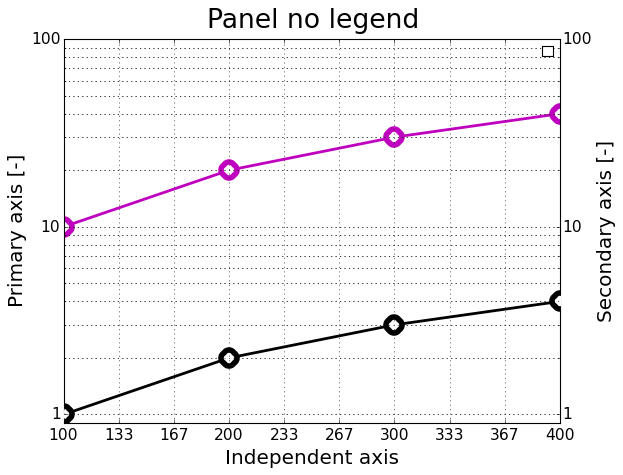 Panel no legend
100
10
1
Primary axis [-]
100
10
1
Secondary axis [-]
100 133 167 200 233 267 300 333 367 400
Independent axis